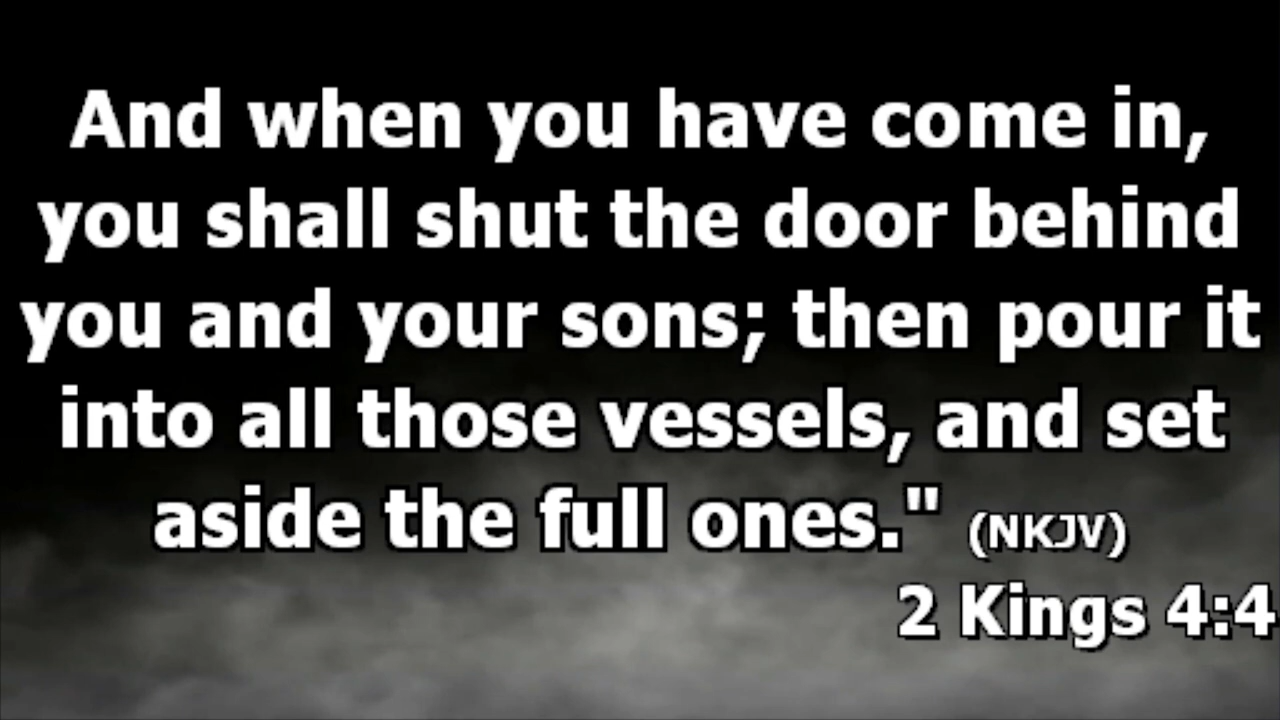 And when you have come in,
you shall shut the door behind
you and your sons; then pour it
into all those vessels, and set
aside the full ones." (NKJV)
2 Kings 4:4